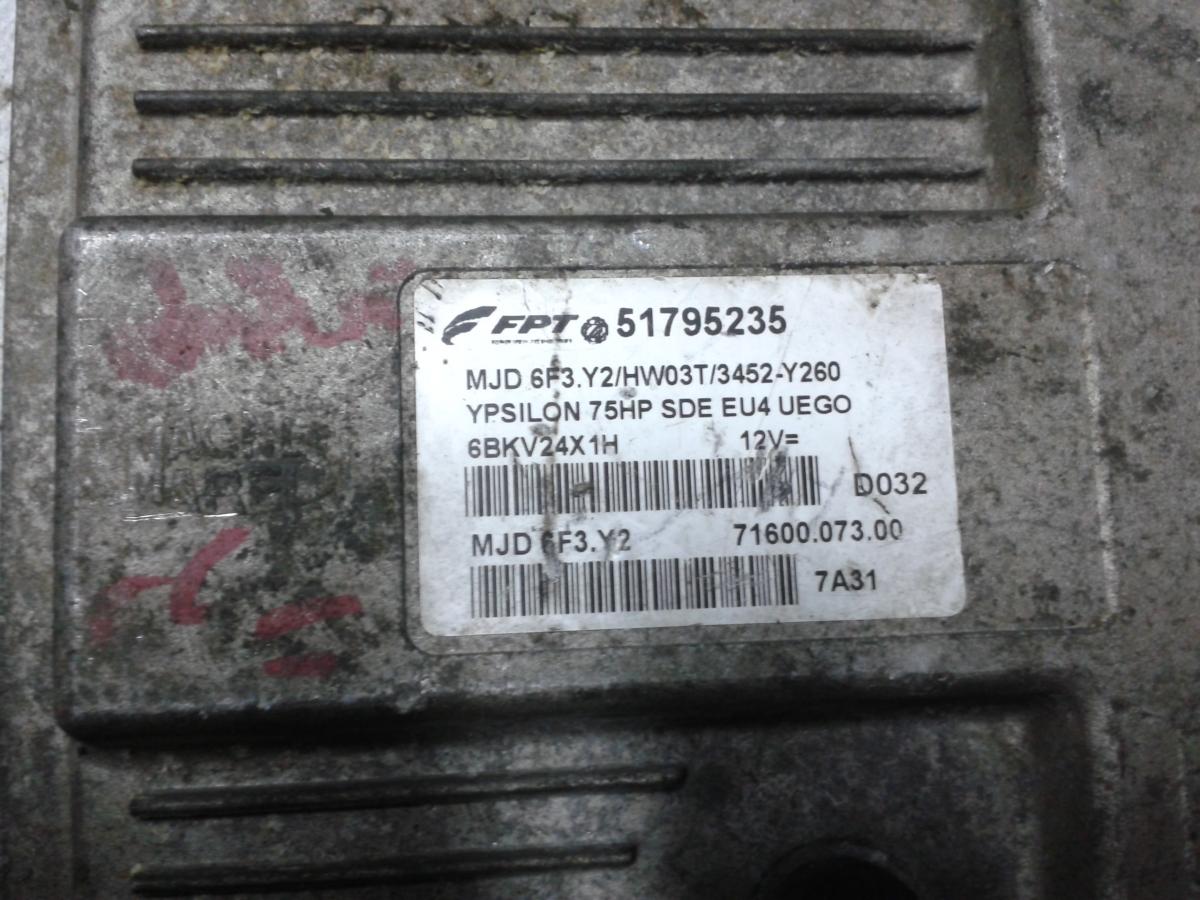 FPT 51795235
MJD 6F3.Y2/HW03T/3452-Y260
YPSILON 75HP SDE EU4 UEGO
6BKV24X1H 12V=
D032
MJD 6F3.Y2 71600.073.00
7A31